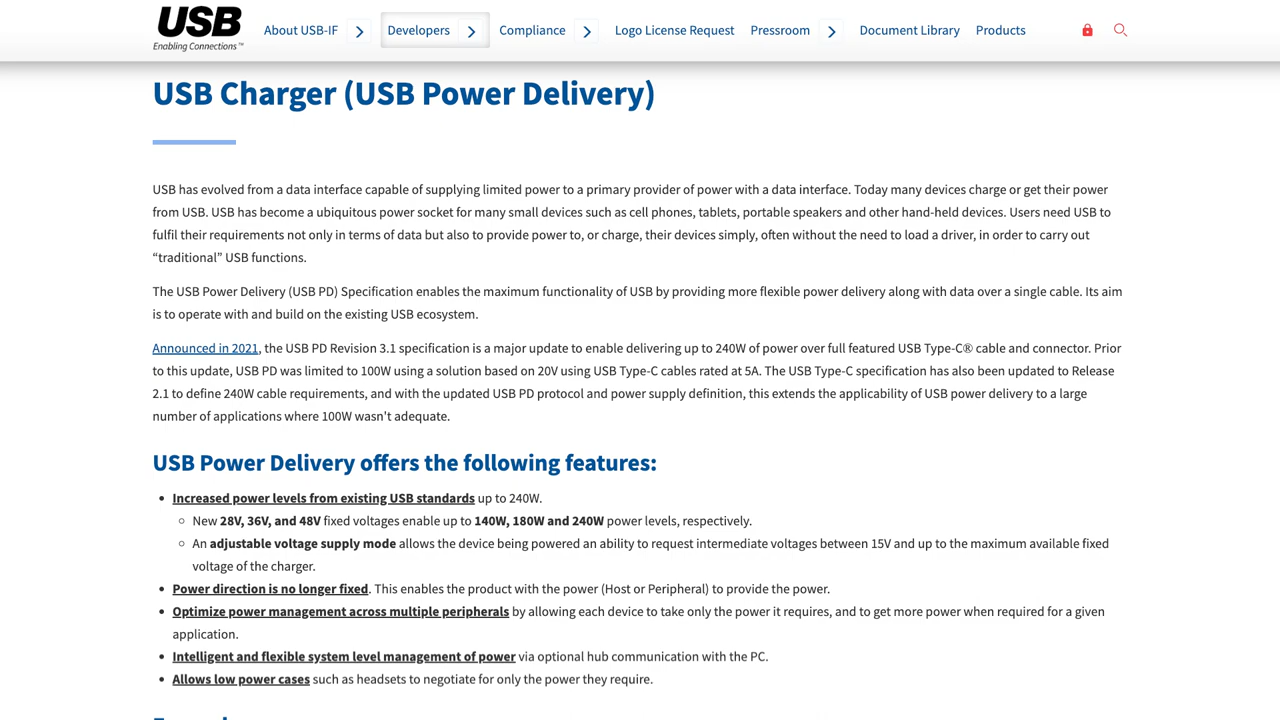 USB
Enabling Connections™
About USB-IF
Developers
Compliance
Logo License Request
Pressroom
Document Library
Products
USB Charger (USB Power Delivery)
USB has evolved from a data interface capable of supplying limited power to a primary provider of power with a data interface. Today many devices charge or get their power
from USB. USB has become a ubiquitous power socket for many small devices such as cell phones, tablets, portable speakers and other hand-held devices. Users need USB to
fulfil their requirements not only in terms of data but also to provide power to, or charge, their devices simply, often without the need to load a driver, in order to carry out
“traditional” USB functions.
The USB Power Delivery (USB PD) Specification enables the maximum functionality of USB by providing more flexible power delivery along with data over a single cable. Its aim
is to operate with and build on the existing USB ecosystem.
Announced in 2021, the USB PD Revision 3.1 specification is a major update to enable delivering up to 240W of power over full featured USB Type-C® cable and connector. Prior
to this update, USB PD was limited to 100W using a solution based on 20V using USB Type-C cables rated at 5A. The USB Type-C specification has also been updated to Release
2.1 to define 240W cable requirements, and with the updated USB PD protocol and power supply definition, this extends the applicability of USB power delivery to a large
number of applications where 100W wasn't adequate.
USB Power Delivery offers the following features:
• Increased power levels from existing USB standards up to 240W.
○ New 28V, 36V, and 48V fixed voltages enable up to 140W, 180W and 240W power levels, respectively.
○ An adjustable voltage supply mode allows the device being powered an ability to request intermediate voltages between 15V and up to the maximum available fixed
voltage of the charger.
• Power direction is no longer fixed. This enables the product with the power (Host or Peripheral) to provide the power.
• Optimize power management across multiple peripherals by allowing each device to take only the power it requires, and to get more power when required for a given
application.
• Intelligent and flexible system level management of power via optional hub communication with the PC.
• Allows low power cases such as headsets to negotiate for only the power they require.